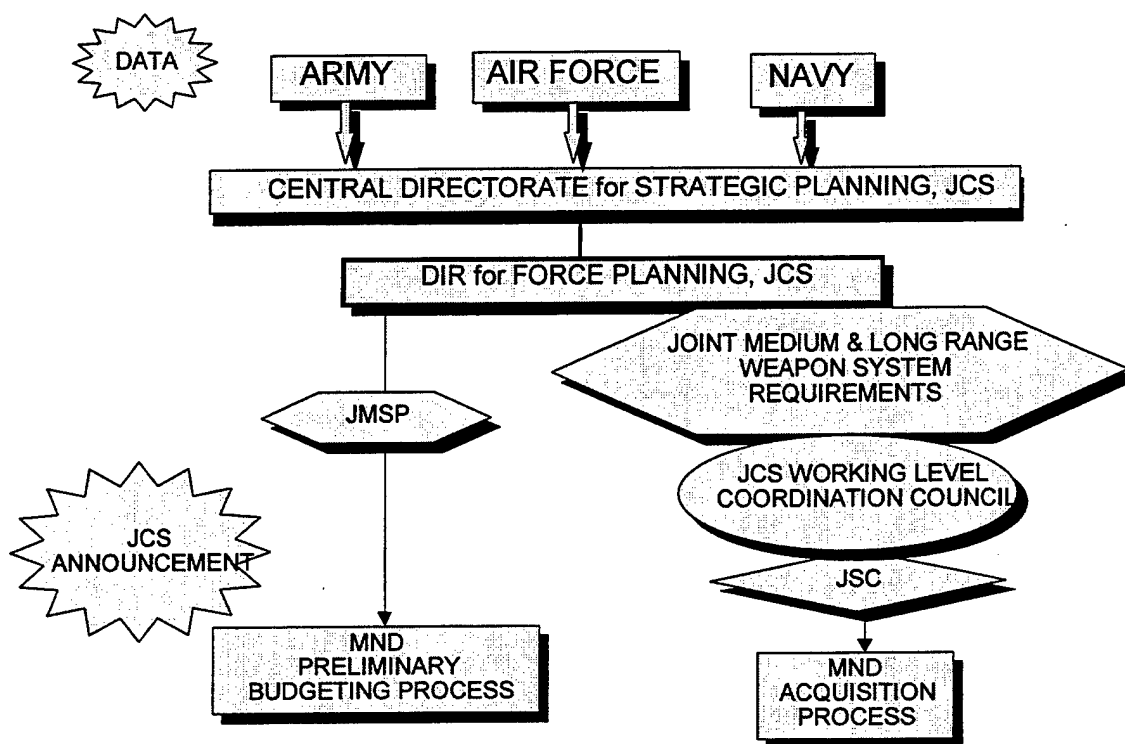 DATA
ARMY
AIR FORCE
NAVY
CENTRAL DIRECTORATE for STRATEGIC PLANNING, JCS
DIR for FORCE PLANNING, JCS
JOINT MEDIUM & LONG RANGE
WEAPON SYSTEM
REQUIREMENTS
JMSP
JCS WORKING LEVEL
COORDINATION COUNCIL
JCS
ANNOUNCEMENT
JSC
MND
PRELIMINARY
BUDGETING PROCESS
MND
ACQUISITION
PROCESS